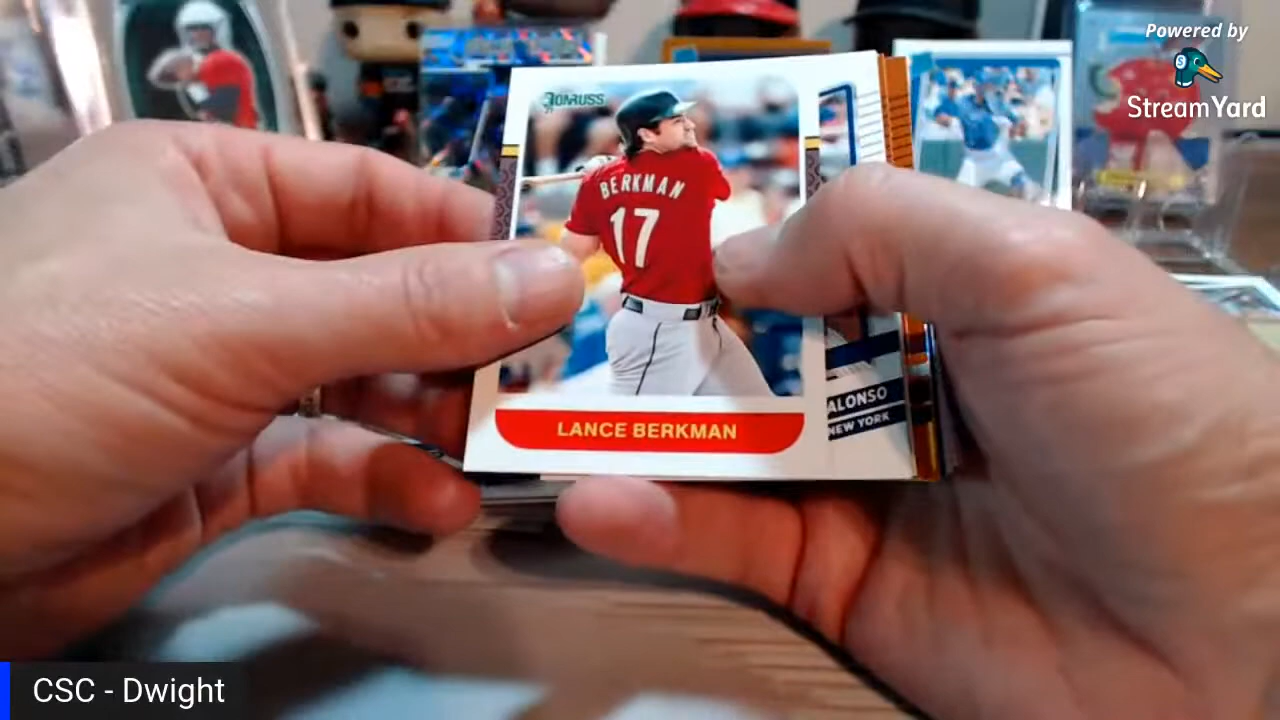 Powered by
StreamYard
DONRUSS
BERKMAN
17
LANCE BERKMAN
ALONSO
NEW YORK
CSC - Dwight